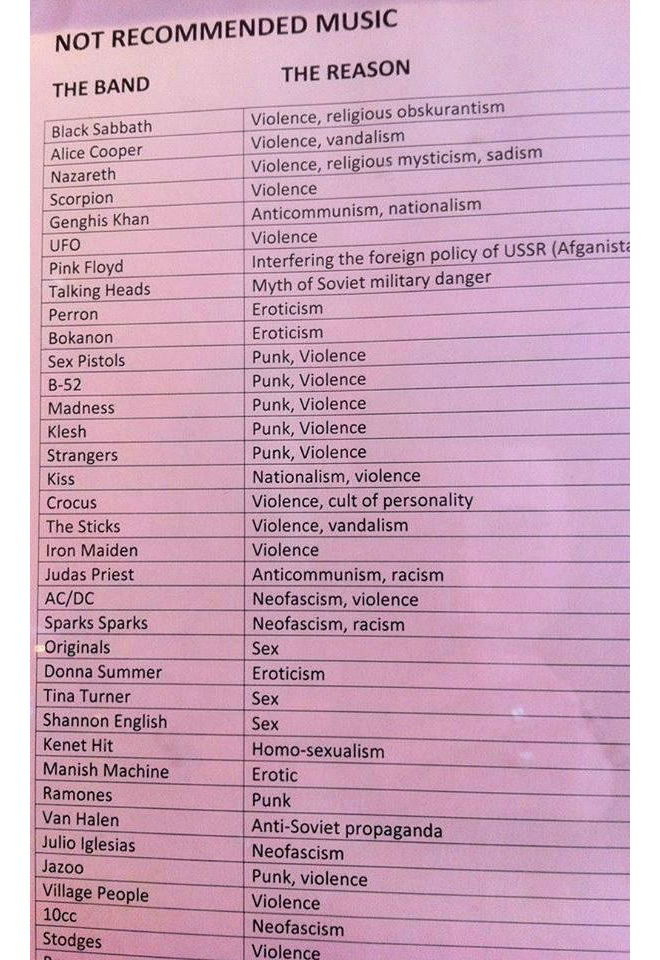 NOT RECOMMENDED MUSIC
THE BAND THE REASON
Black Sabbath Violence, religious obskurantism
Alice Cooper Violence, vandalism
Nazareth Violence, religious mysticism, sadism
Scorpion Violence
Genghis Khan Anticommunism, nationalism
UFO Violence
Pink Floyd Interfering the foreign policy of USSR (Afganista
Talking Heads Myth of Soviet military danger
Perron Eroticism
Bokanon Eroticism
Sex Pistols Punk, Violence
B-52 Punk, Violence
Madness Punk, Violence
Klesh Punk, Violence
Strangers Punk, Violence
Kiss Nationalism, violence
Crocus Violence, cult of personality
The Sticks Violence, vandalism
Iron Maiden Violence
Judas Priest Anticommunism, racism
AC/DC Neofascism, violence
Sparks Sparks Neofascism, racism
Originals Sex
Donna Summer Eroticism
Tina Turner Sex
Shannon English Sex
Kenet Hit Homo-sexualism
Manish Machine Erotic
Ramones Punk
Van Halen Anti-Soviet propaganda
Julio Iglesias Neofascism
Jazoo Punk, violence
Village People Violence
10cc Neofascism
Stodges Violence